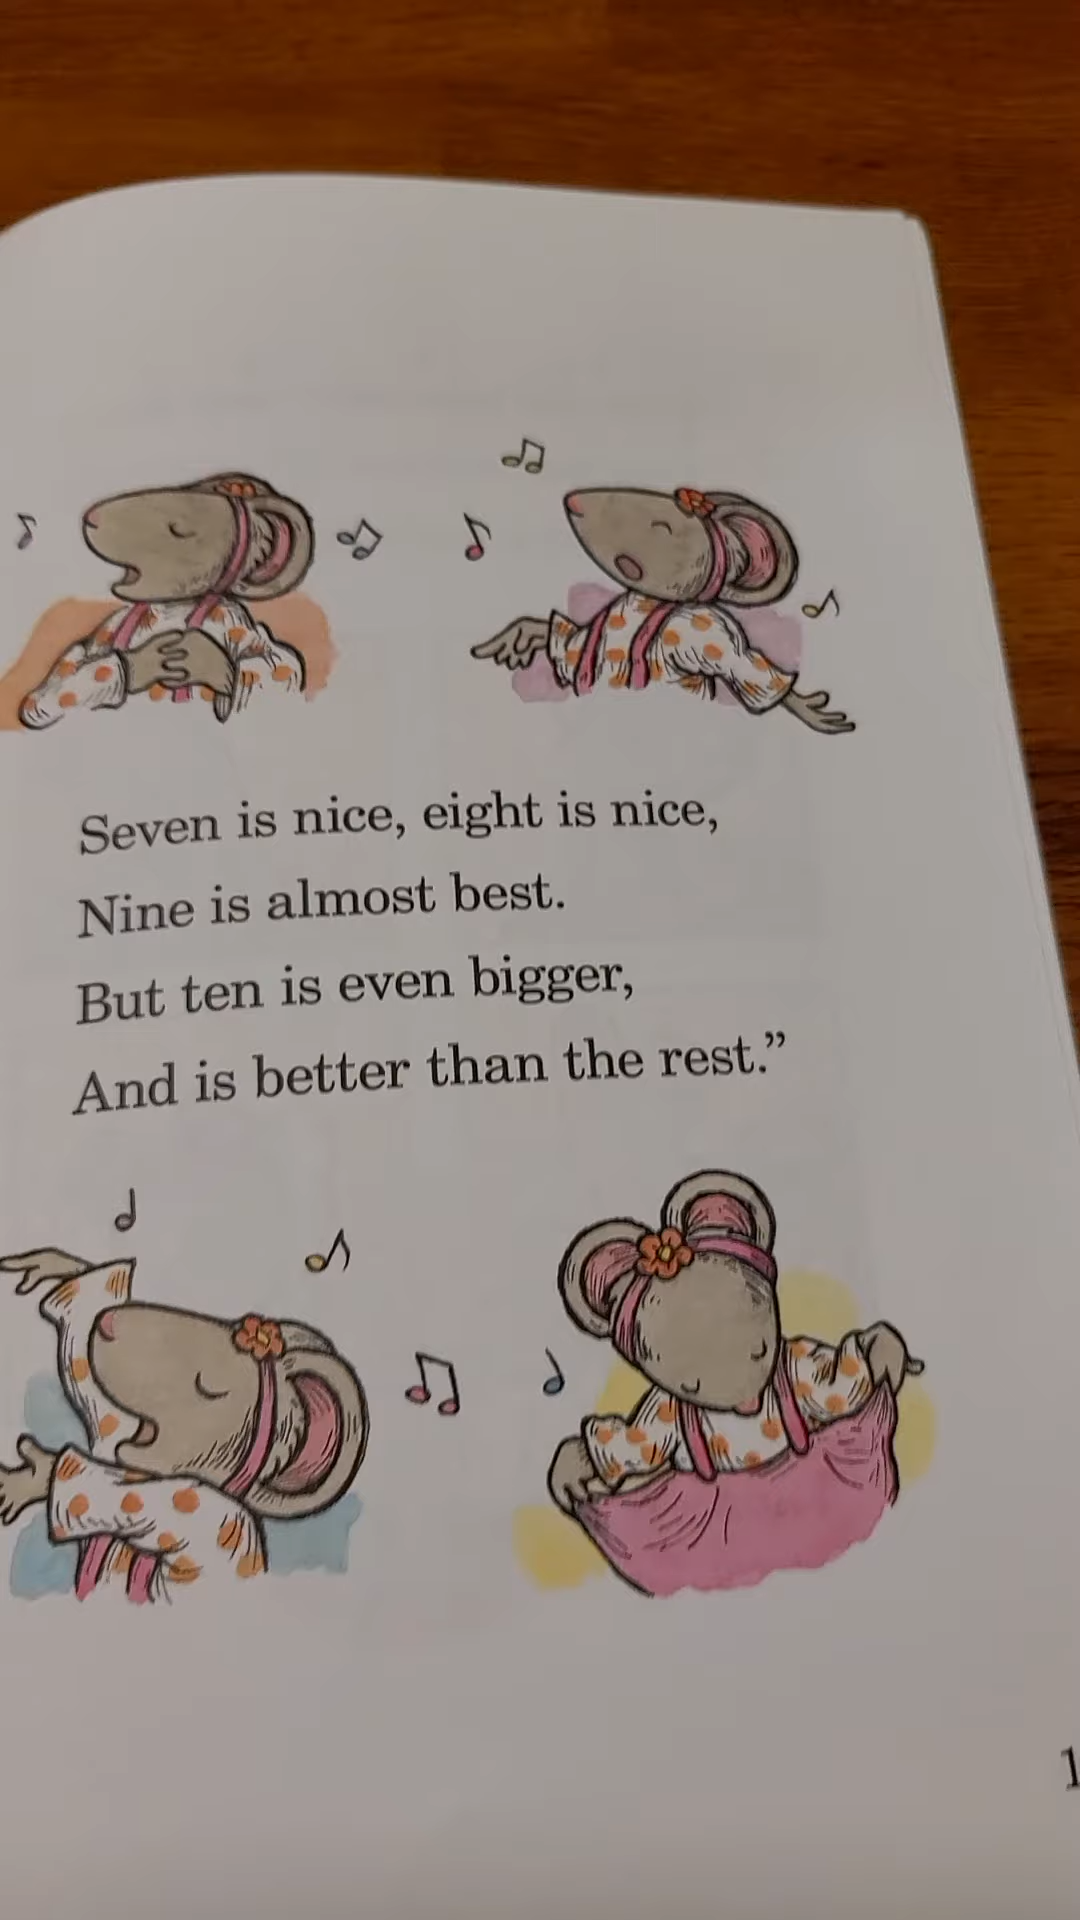 Seven is nice, eight is nice,
Nine is almost best.
But ten is even bigger,
And is better than the rest.”